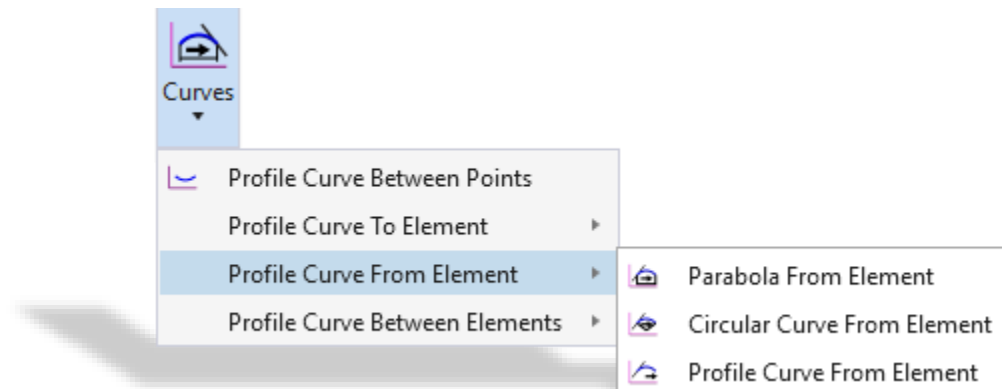 Curves
Profile Curve Between Points
Profile Curve To Element
Profile Curve From Element
Profile Curve Between Elements
Parabola From Element
Circular Curve From Element
Profile Curve From Element